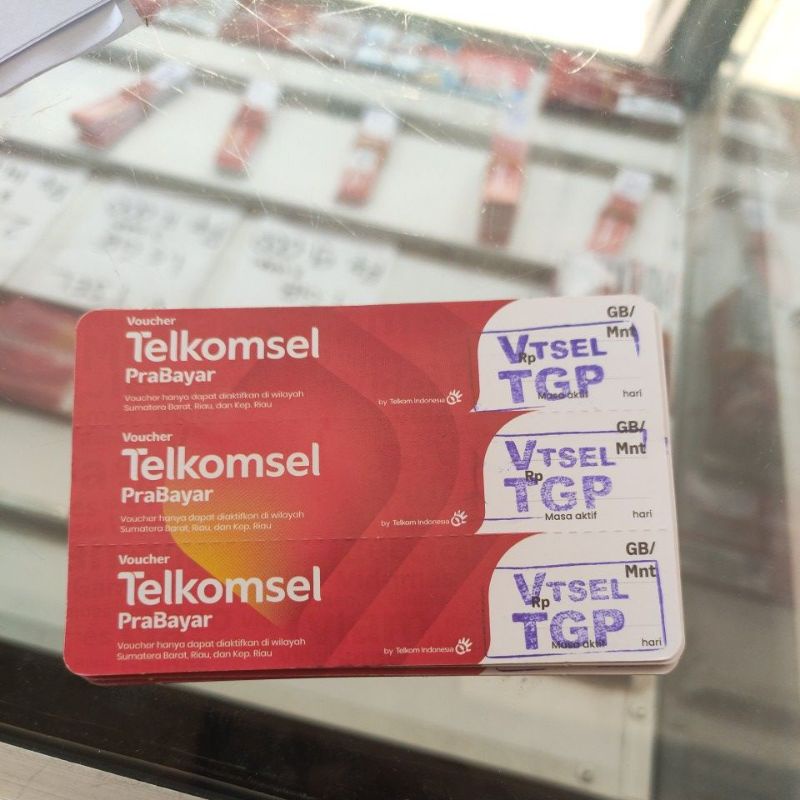 Voucher
Telkomsel
PraBayar
Voucher hanya dapat diaktifkan di wilayah
Sumatera Barat, Riau, dan Kep. Riau
by Telkom Indonesia
GB/
Mnt
VTSEL
Rp
TGP
Masa aktif hari
Voucher
Telkomsel
PraBayar
Voucher hanya dapat diaktifkan di wilayah
Sumatera Barat, Riau, dan Kep. Riau
by Telkom Indonesia
GB/
Mnt
VTSEL
Rp
TGP
Masa aktif hari
Voucher
Telkomsel
PraBayar
Voucher hanya dapat diaktifkan di wilayah
Sumatera Barat, Riau, dan Kep. Riau
by Telkom Indonesia
GB/
Mnt
VTSEL
Rp
TGP
Masa aktif hari